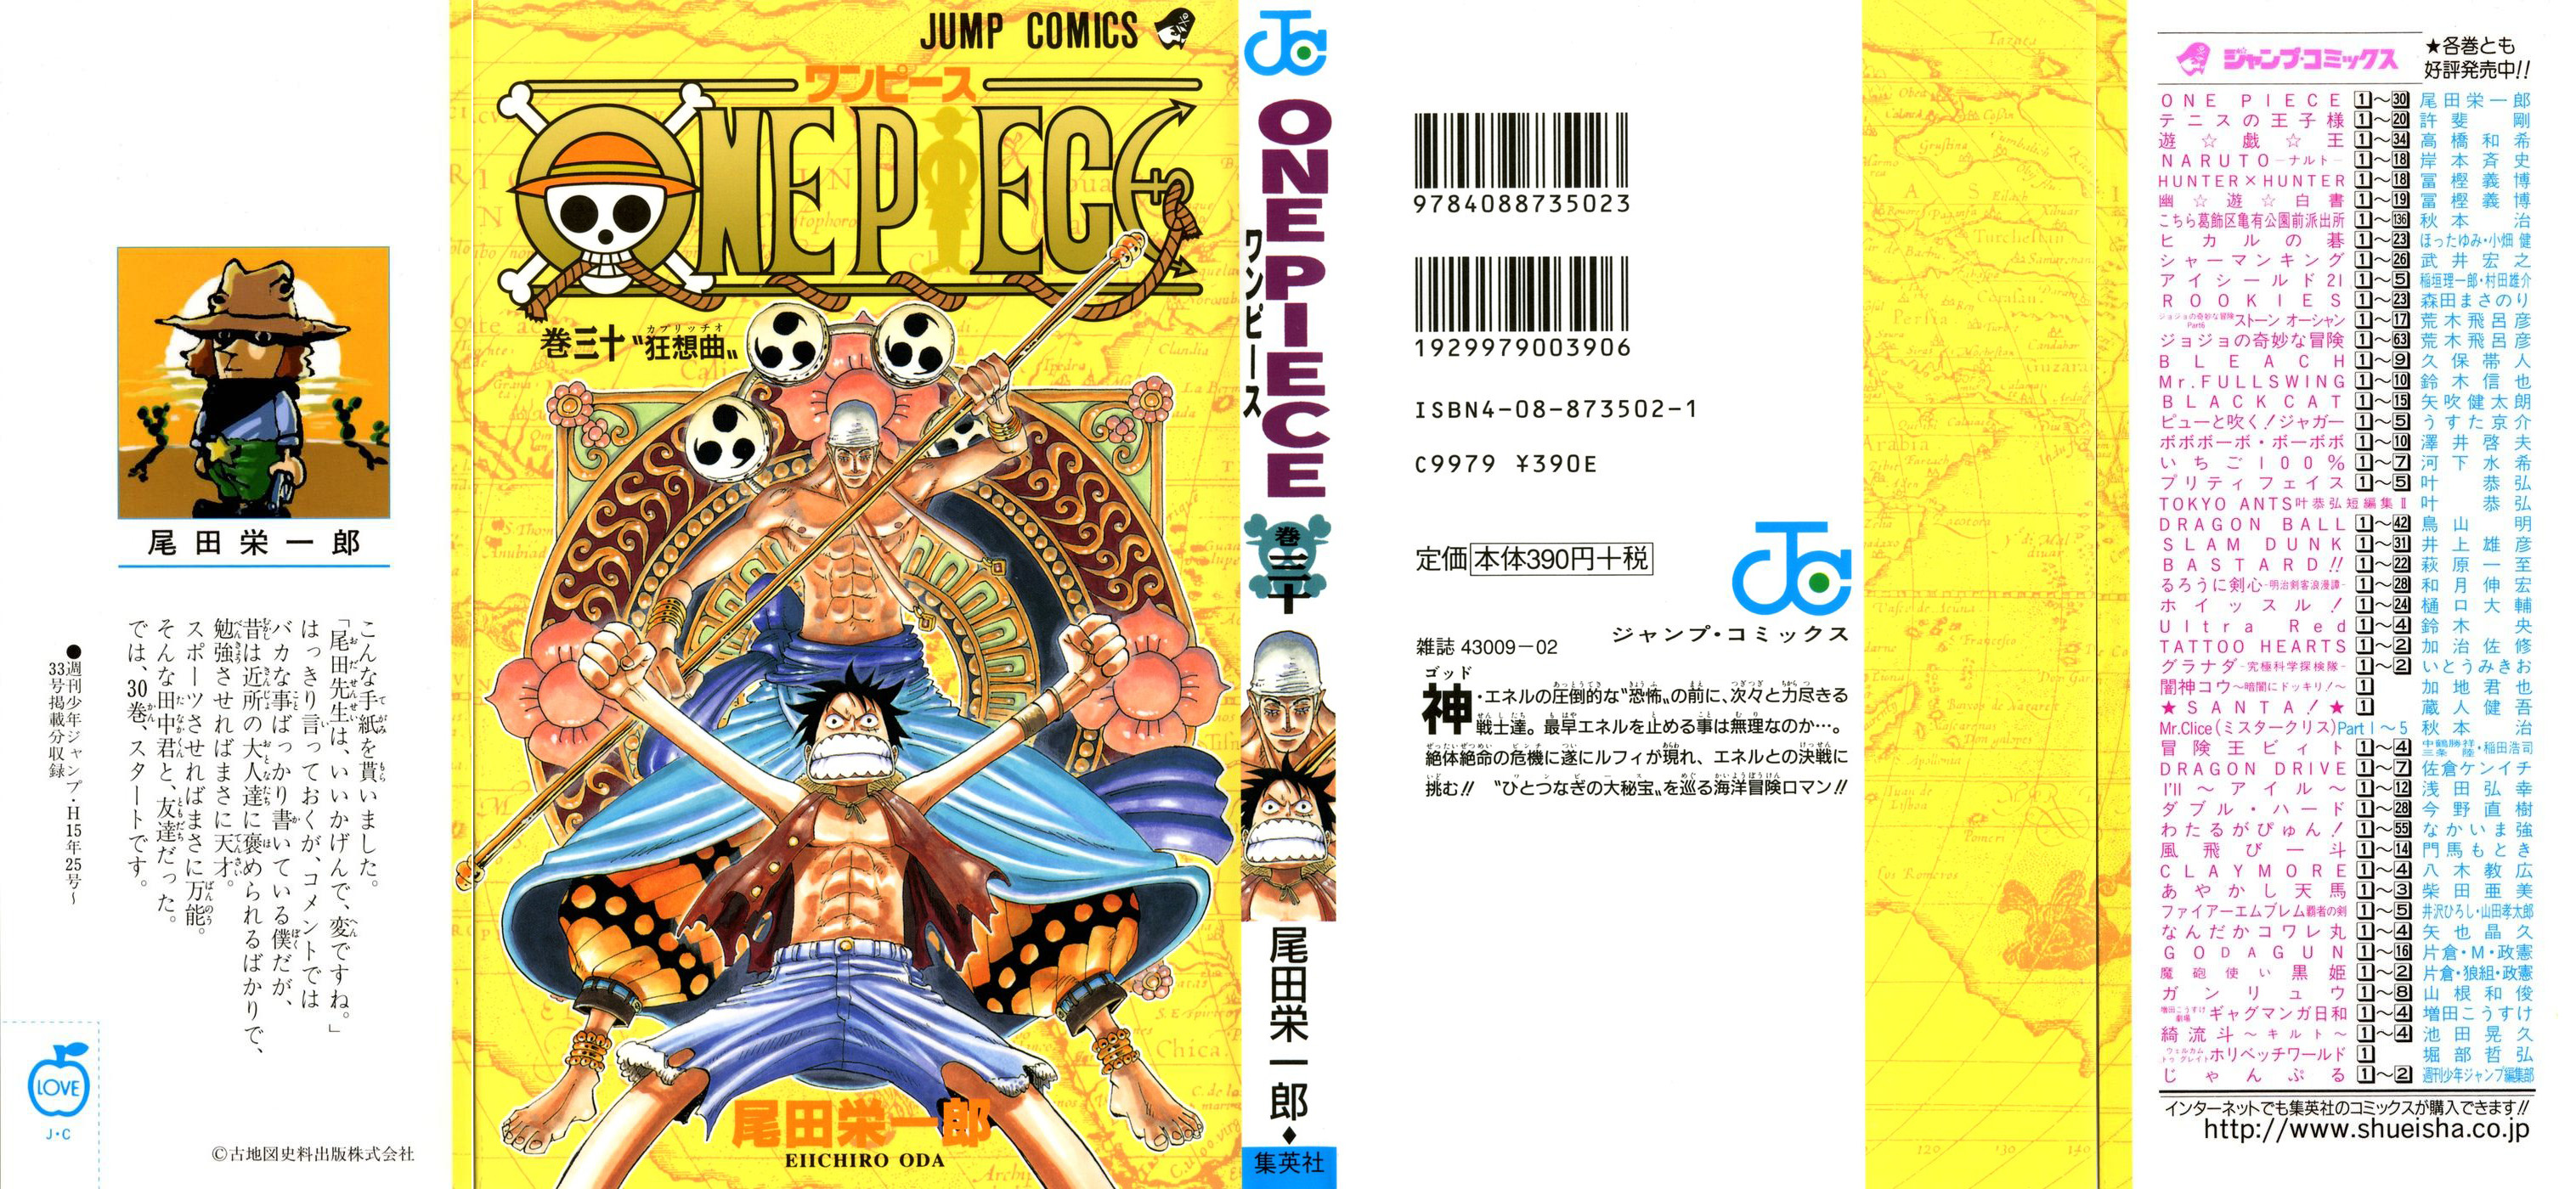 尾田栄一郎
こんな手紙を貰いました。
「尾田先生は、いいかげんで、変ですね。」
はっきり言っておくが、コメントでは
バカな事ばっかり書いている僕だが、
昔は近所の大人達に褒められるばかりで、
勉強させればまさに天才。
スポーツさせればまさに万能。
そんな田中君と、友達だった。
では、30巻、スタートです。
●週刊少年ジャンプ・H15年25号〜
33号掲載分収録
LOVE
J・C
©古地図史料出版株式会社
JUMP COMICS
ワンピース
ONE PIECE
巻三十 〝狂想曲〟
カプリッチオ
尾田栄一郎
EIICHIRO ODA
JC
ONE PIECE
ワンピース
巻三十
尾田栄一郎
集英社
9784088735023
1929979003906
ISBN4-08-873502-1
C9979 ¥390E
定価 本体390円+税
JC
ジャンプ・コミックス
雑誌 43009-02
神・エネルの圧倒的な〝恐怖〟の前に、次々と力尽きる
戦士達。最早エネルを止める事は無理なのか…。
絶体絶命の危機に遂にルフィが現れ、エネルとの決戦に
挑む!! 〝ひとつなぎの大秘宝〟を巡る海洋冒険ロマン!!
ジャンプ・コミックス
★各巻とも
好評発売中!!
ONE PIECE 1〜30 尾田栄一郎
テニスの王子様 1〜20 許斐 剛
遊☆戯☆王 1〜34 高橋和希
NARUTO-ナルト- 1〜18 岸本斉史
HUNTER×HUNTER 1〜18 冨樫義博
幽☆遊☆白書 1〜19 冨樫義博
こちら葛飾区亀有公園前派出所 1〜136 秋本 治
ヒカルの碁 1〜23 ほったゆみ・小畑 健
シャーマンキング 1〜26 武井宏之
アイシールド21 1〜5 稲垣理一郎・村田雄介
ROOKIES 1〜23 森田まさのり
ジョジョの奇妙な冒険 Part6 ストーンオーシャン 1〜17 荒木飛呂彦
ジョジョの奇妙な冒険 1〜63 荒木飛呂彦
BLEACH 1〜9 久保帯人
Mr.FULLSWING 1〜10 鈴木信也
BLACK CAT 1〜15 矢吹健太朗
ピューと吹く!ジャガー 1〜5 うすた京介
ボボボーボ・ボーボボ 1〜10 澤井啓夫
いちご100% 1〜7 河下水希
プリティフェイス 1〜5 叶 恭弘
TOKYO ANTS 叶恭弘短編集II 叶 恭弘
DRAGON BALL 1〜42 鳥山 明
SLAM DUNK 1〜31 井上雄彦
BASTARD!! 1〜22 萩原一至
るろうに剣心-明治剣客浪漫譚- 1〜28 和月伸宏
ホイッスル! 1〜24 樋口大輔
Ultra Red 1〜4 鈴木 央
TATTOO HEARTS 1〜2 加治佐 修
グラナダ-究極科学探検隊- 1〜2 いとうみきお
闇神コウ〜暗闇にドッキリ!〜 1 加地君也
★SANTA!★ 1 蔵人健吾
Mr.Clice(ミスタークリス)Part 1〜5 秋本 治
冒険王ビィト 1〜4 三条 陸・稲田浩司
DRAGON DRIVE 1〜7 佐倉ケンイチ
I'll 〜アイル〜 1〜12 浅田弘幸
ダブル・ハード 1〜28 今野直樹
わたるがぴゅん! 1〜55 なかいま強
風飛び一斗 1〜14 門馬もとき
CLAYMORE 1〜4 八木教広
あやかし天馬 1〜3 柴田亜美
ファイアーエムブレム覇者の剣 1〜5 井沢ひろし・山田孝太郎
なんだかコワレ丸 1〜4 矢也晶久
GODAGUN 1〜16 片倉・M・政憲
魔砲使い黒姫 1〜2 片倉・狼組・政憲
ガンリュウ 1〜8 山根和俊
増田こうすけ劇場 ギャグマンガ日和 1〜4 増田こうすけ
綺流斗〜キルト〜 1〜4 池田晃久
ウェルカム トゥ グレイト ホリベッチワールド 1 堀部哲弘
じゃんぷる 1〜2 週刊少年ジャンプ編集部
インターネットでも集英社のコミックスが購入できます!!
http://www.shueisha.co.jp